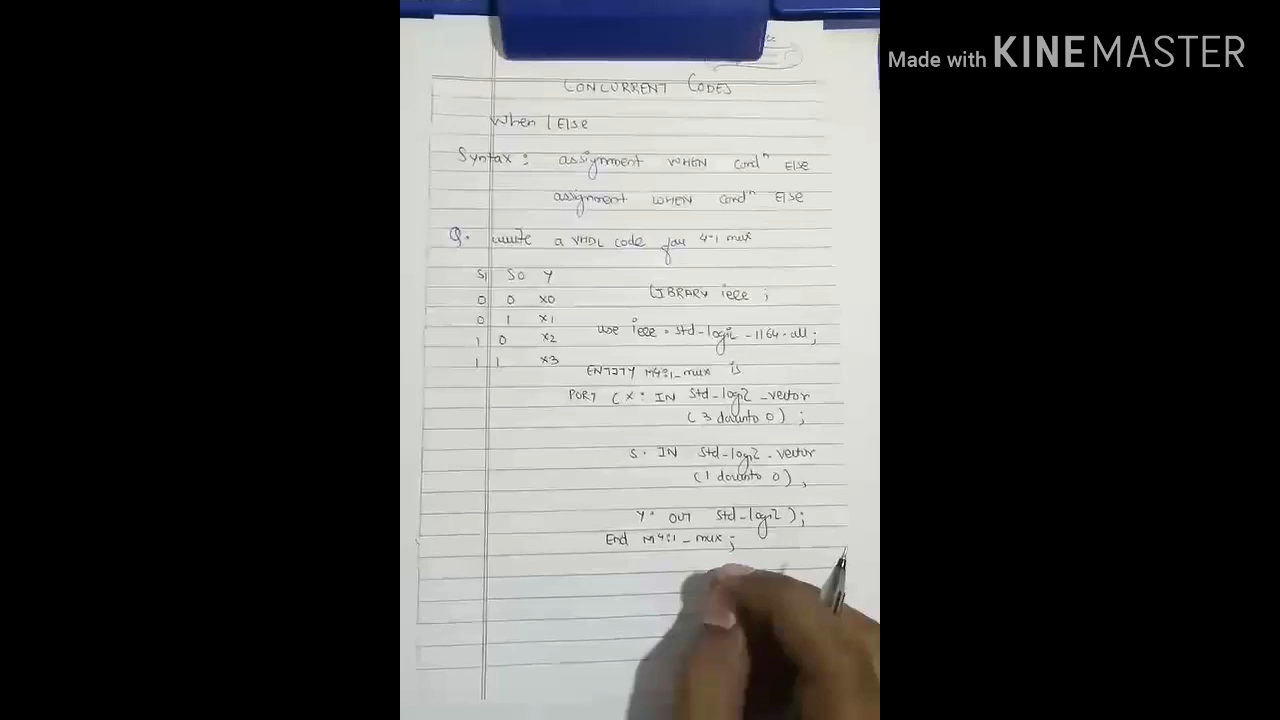 Made with KINEMASTER
CONCURRENT CODES
When | Else
Syntax: assignment WHEN condⁿ ELSE
assignment WHEN condⁿ ELSE
Q. write a VHDL code for 4:1 mux
S1 S0 Y
0 0 X0
0 1 X1
1 0 X2
1 1 X3
LIBRARY ieee ;
use ieee.std-logic-1164.all;
ENTITY M4:1-mux is
PORT (X: IN std-logic-vector
(3 downto 0) ;
S: IN std-logic-vector
(1 downto 0) ;
Y: OUT std-logic);
End M4:1-mux;